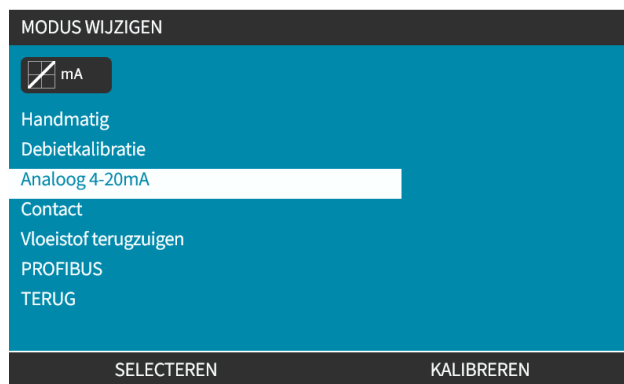 MODUS WIJZIGEN
mA
Handmatig
Debietkalibratie
Analoog 4-20mA
Contact
Vloeistof terugzuigen
PROFIBUS
TERUG
SELECTEREN KALIBREREN